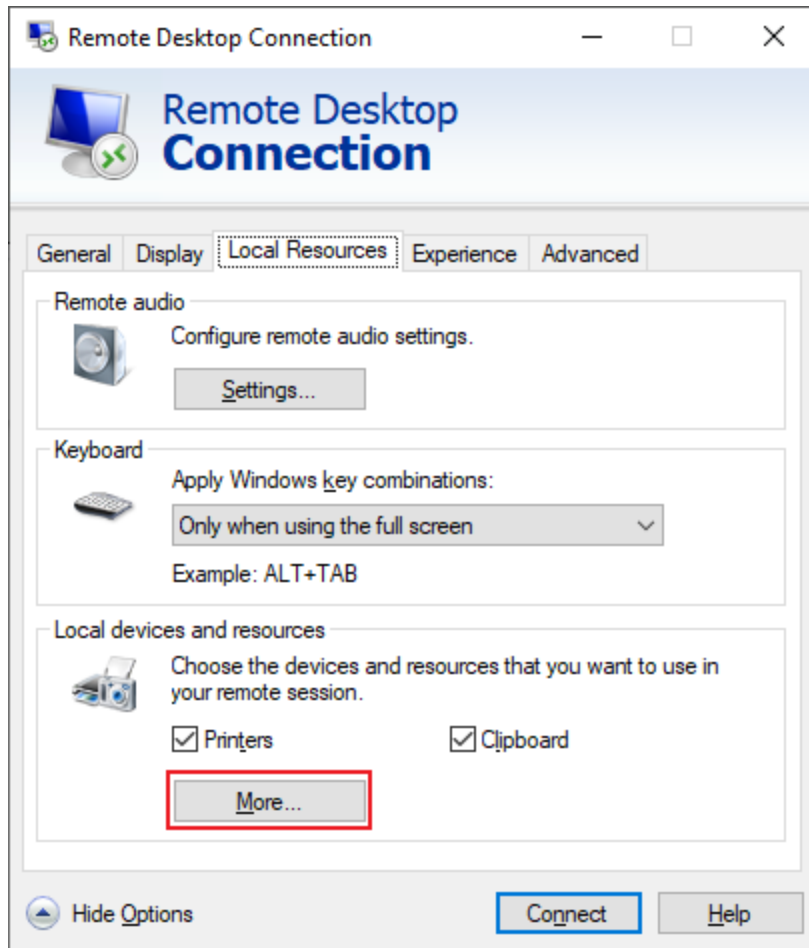 Remote Desktop Connection
Remote Desktop
Connection
General Display Local Resources Experience Advanced
Remote audio
Configure remote audio settings.
Settings...
Keyboard
Apply Windows key combinations:
Only when using the full screen
Example: ALT+TAB
Local devices and resources
Choose the devices and resources that you want to use in
your remote session.
Printers Clipboard
More...
Hide Options Connect Help